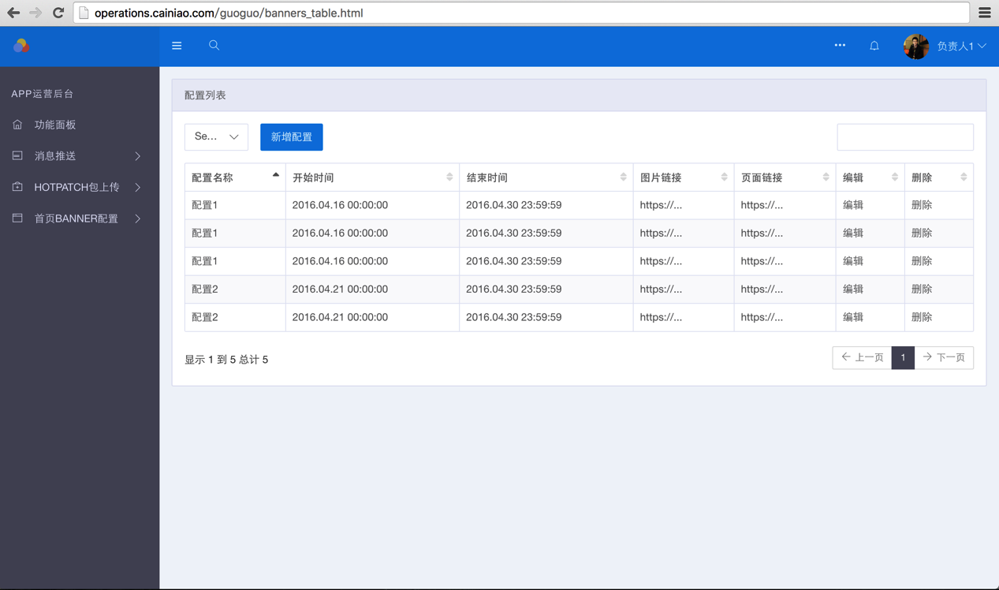 operations.cainiao.com/guoguo/banners_table.html
负责人1
APP运营后台
功能面板
消息推送
HOTPATCH包上传
首页BANNER配置
配置列表
Se...
新增配置
配置名称 开始时间 结束时间 图片链接 页面链接 编辑 删除
配置1 2016.04.16 00:00:00 2016.04.30 23:59:59 https://... https://... 编辑 删除
配置1 2016.04.16 00:00:00 2016.04.30 23:59:59 https://... https://... 编辑 删除
配置1 2016.04.16 00:00:00 2016.04.30 23:59:59 https://... https://... 编辑 删除
配置2 2016.04.21 00:00:00 2016.04.30 23:59:59 https://... https://... 编辑 删除
配置2 2016.04.21 00:00:00 2016.04.30 23:59:59 https://... https://... 编辑 删除
显示 1 到 5 总计 5
← 上一页 1 → 下一页